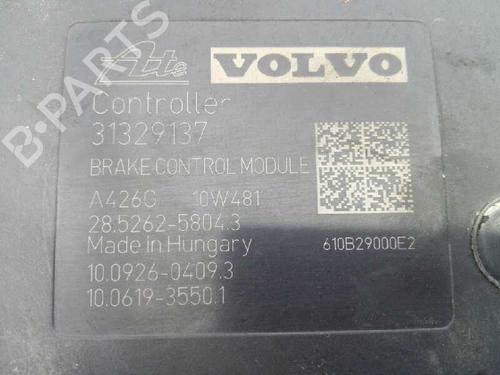 Ate VOLVO
Controller
31329137
BRAKE CONTROL MODULE
A426G 10W481
28.5262-5804.3
Made in Hungary 610B29000E2
10.0926-0409.3
10.0619-3550.1
B-PARTS